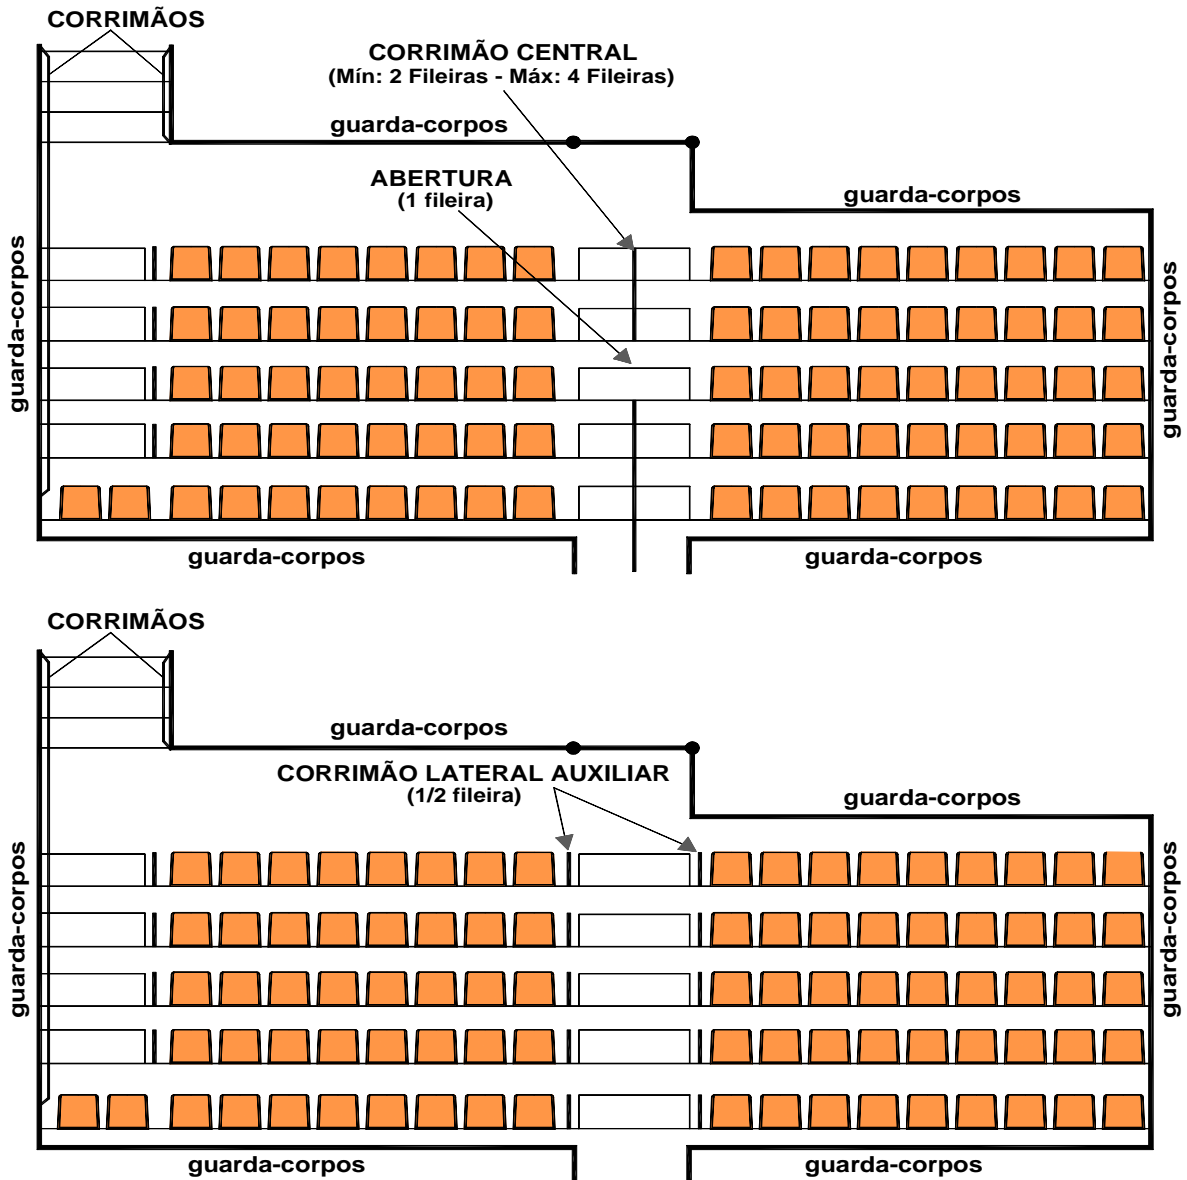 CORRIMÃOS
CORRIMÃO CENTRAL
(Mín: 2 Fileiras - Máx: 4 Fileiras)
guarda-corpos
ABERTURA
(1 fileira)
guarda-corpos
guarda-corpos
guarda-corpos
guarda-corpos
guarda-corpos
CORRIMÃOS
guarda-corpos
CORRIMÃO LATERAL AUXILIAR
(1/2 fileira)
guarda-corpos
guarda-corpos
guarda-corpos
guarda-corpos
guarda-corpos